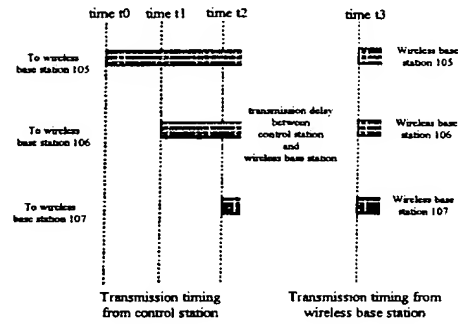 time t0
time t1
time t2
time t3
To wireless
base station 105
Wireless base
station 105
To wireless
base station 106
transmission delay
between
control station
and
wireless base station
Wireless base
station 106
To wireless
base station 107
Wireless base
station 107
Transmission timing
from control station
Transmission timing from
wireless base station